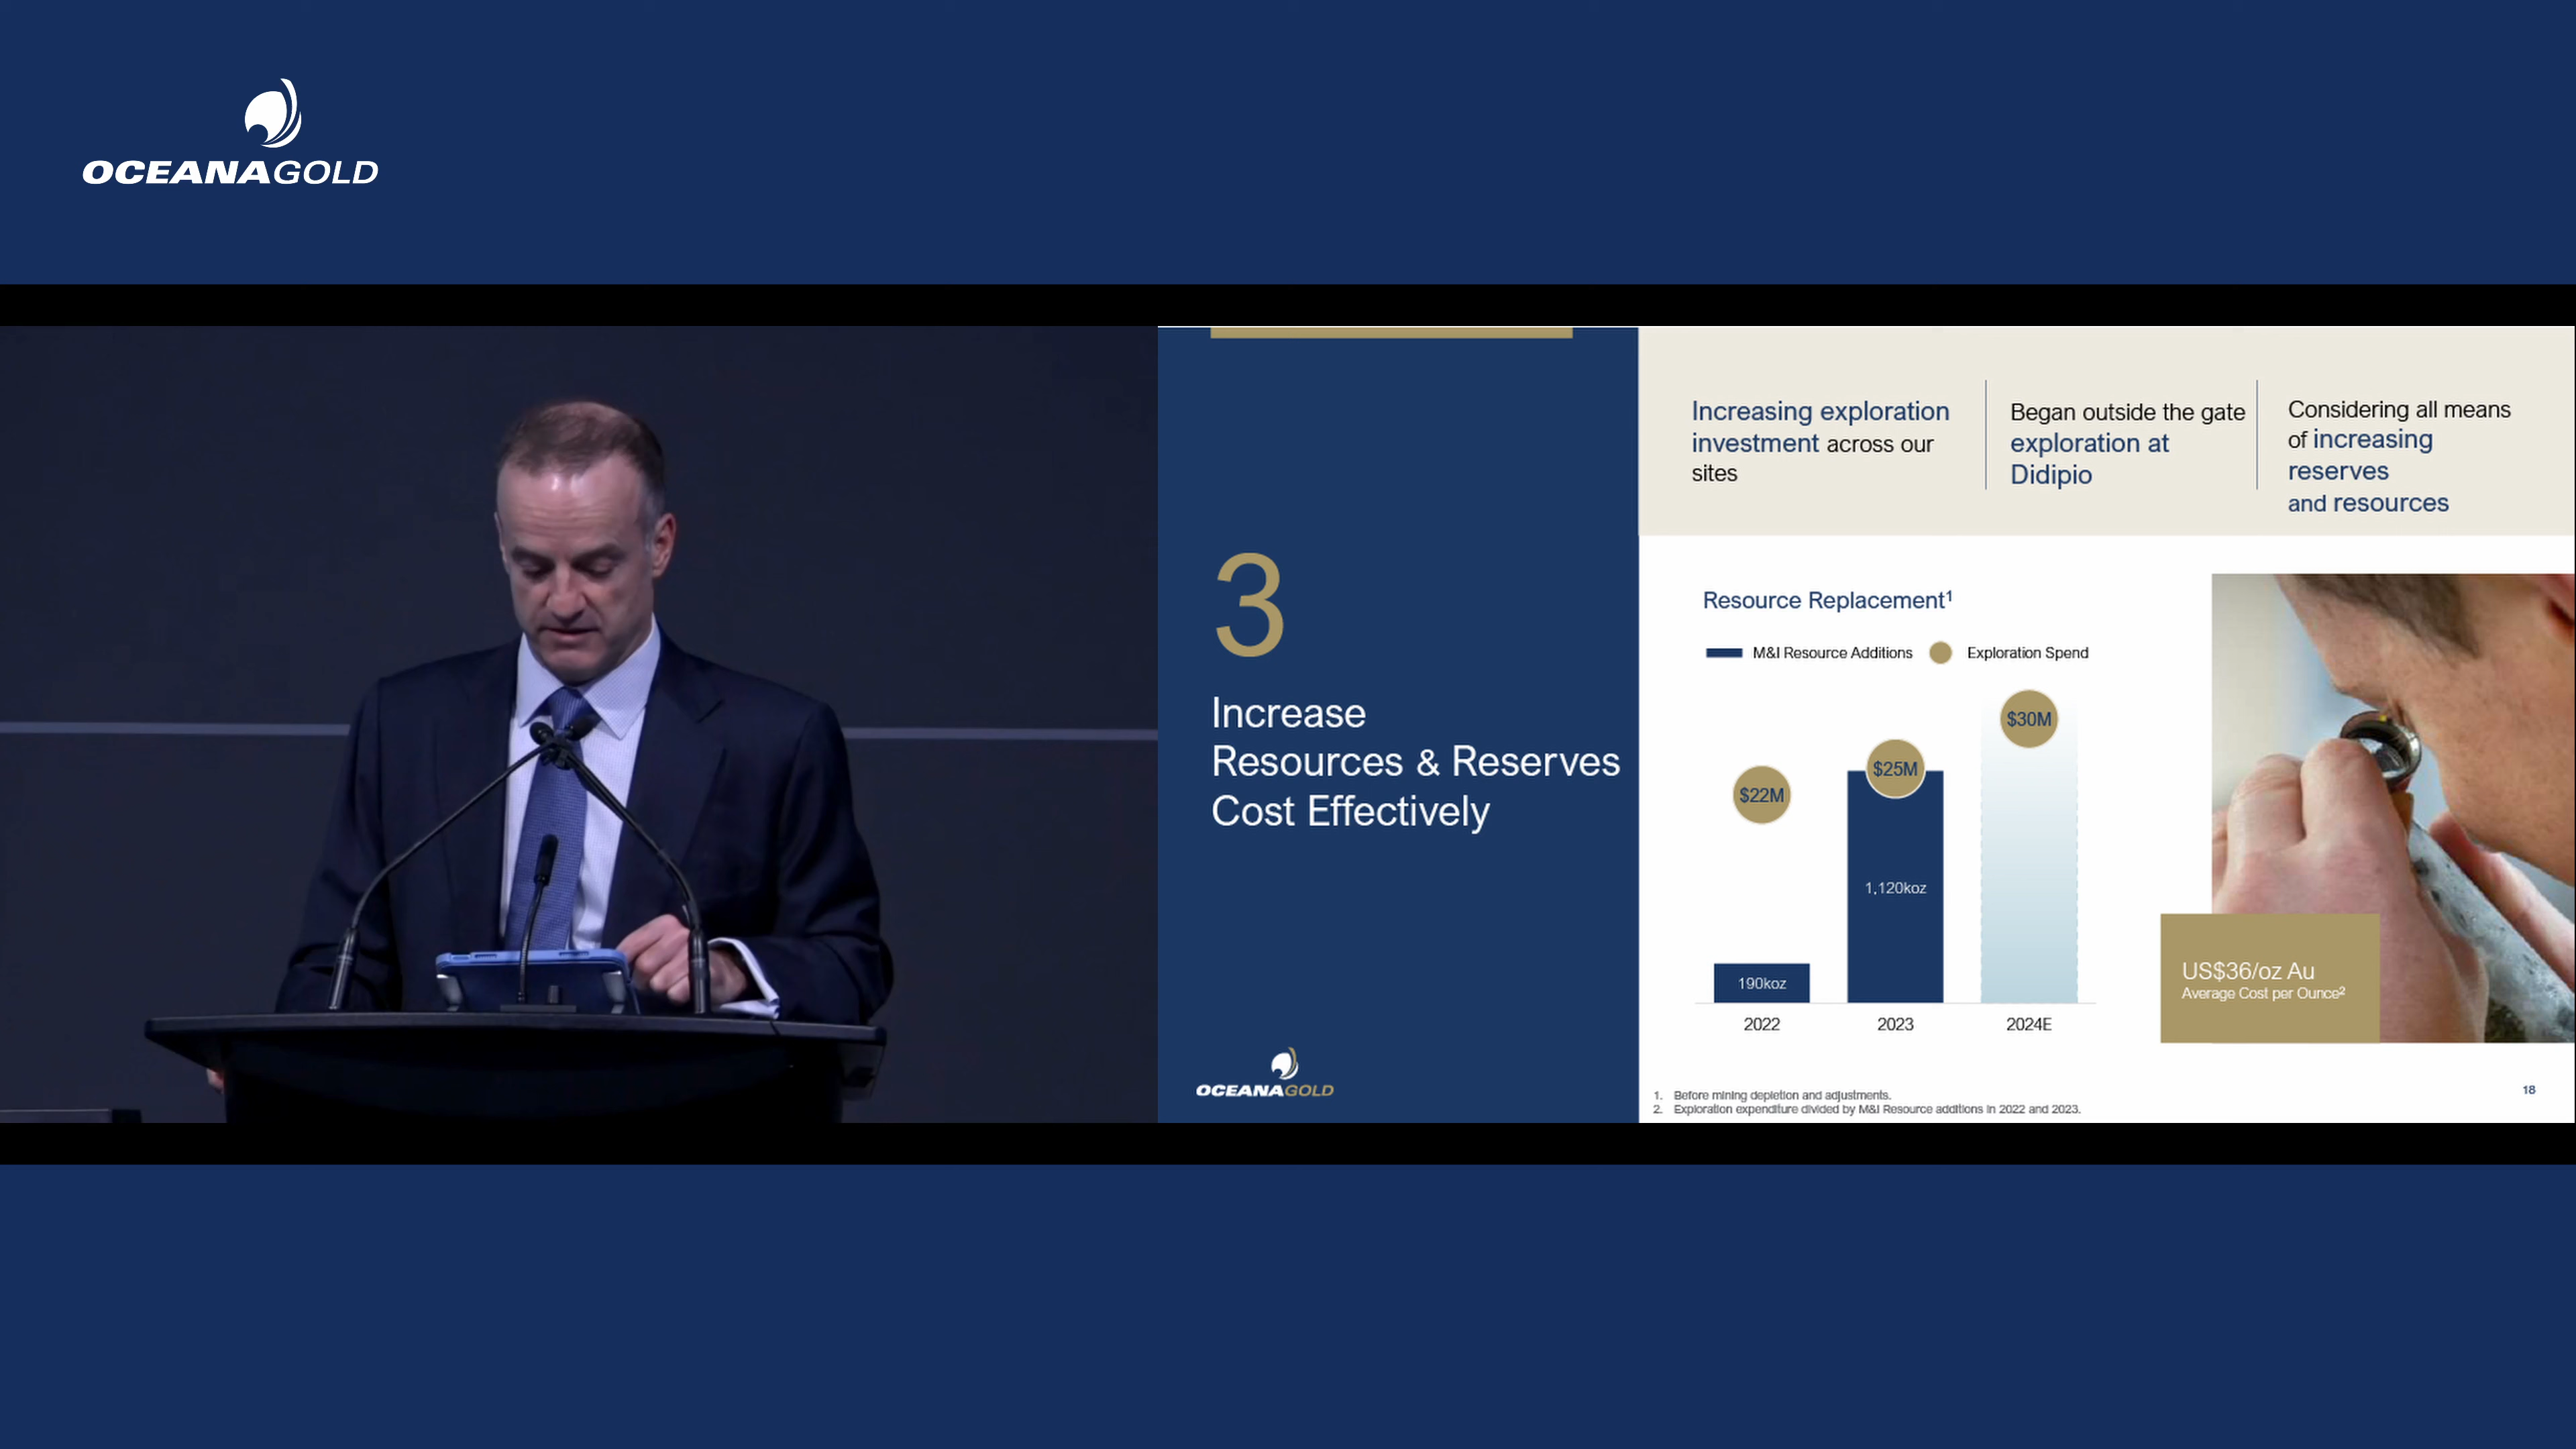 OCEANAGOLD
3
Increase
Resources & Reserves
Cost Effectively
OCEANAGOLD
Increasing exploration
investment across our
sites
Began outside the gate
exploration at
Didipio
Considering all means
of increasing
reserves
and resources
Resource Replacement¹
M&I Resource Additions
Exploration Spend
$22M
$25M
$30M
190koz
1,120koz
2022
2023
2024E
US$36/oz Au
Average Cost per Ounce²
1. Before mining depletion and adjustments.
2. Exploration expenditure divided by M&I Resource additions in 2022 and 2023.
18